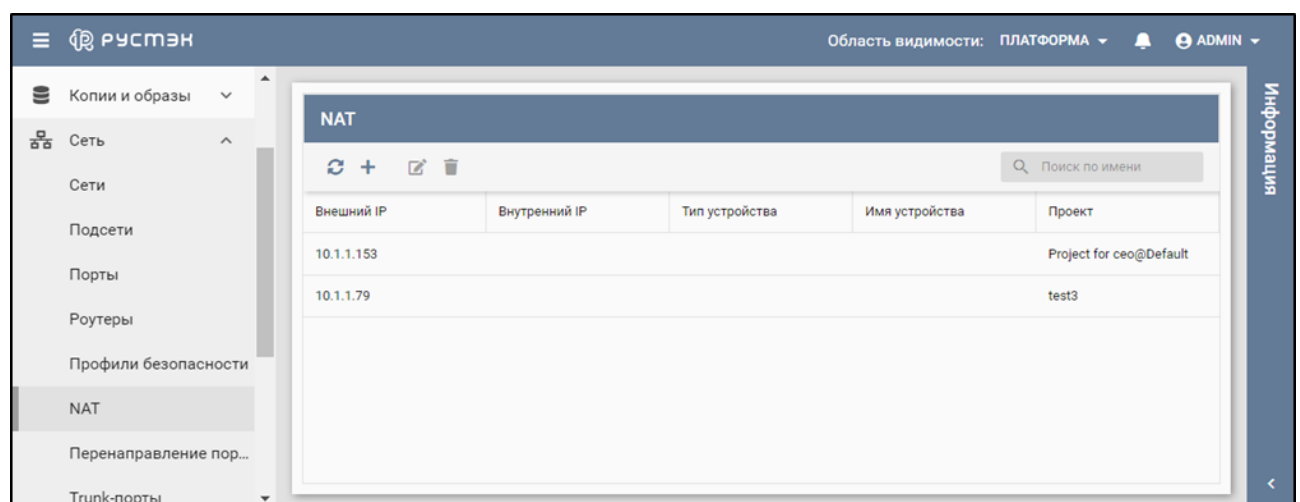 РУСТЭК
Область видимости: ПЛАТФОРМА ADMIN
Копии и образы
Сеть
Сети
Подсети
Порты
Роутеры
Профили безопасности
NAT
Перенаправление пор...
Trunk-порты
NAT
Поиск по имени
Внешний IP Внутренний IP Тип устройства Имя устройства Проект
10.1.1.153 Project for ceo@Default
10.1.1.79 test3
Информация